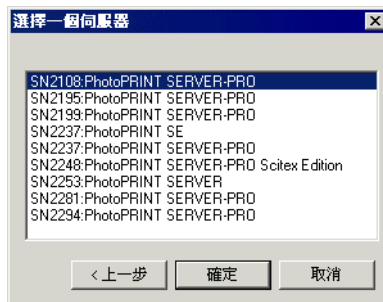 選擇一個伺服器
SN2108:PhotoPRINT SERVER-PRO
SN2195:PhotoPRINT SERVER-PRO
SN2199:PhotoPRINT SERVER-PRO
SN2237:PhotoPRINT SE
SN2237:PhotoPRINT SERVER-PRO
SN2248:PhotoPRINT SERVER-PRO Scitex Edition
SN2253:PhotoPRINT SERVER
SN2281:PhotoPRINT SERVER-PRO
SN2294:PhotoPRINT SERVER-PRO
<上一步 確定 取消